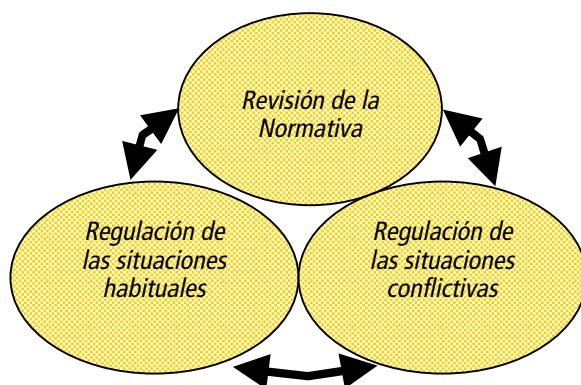 Revisión de la
Normativa
Regulación de
las situaciones
habituales
Regulación de
las situaciones
conflictivas